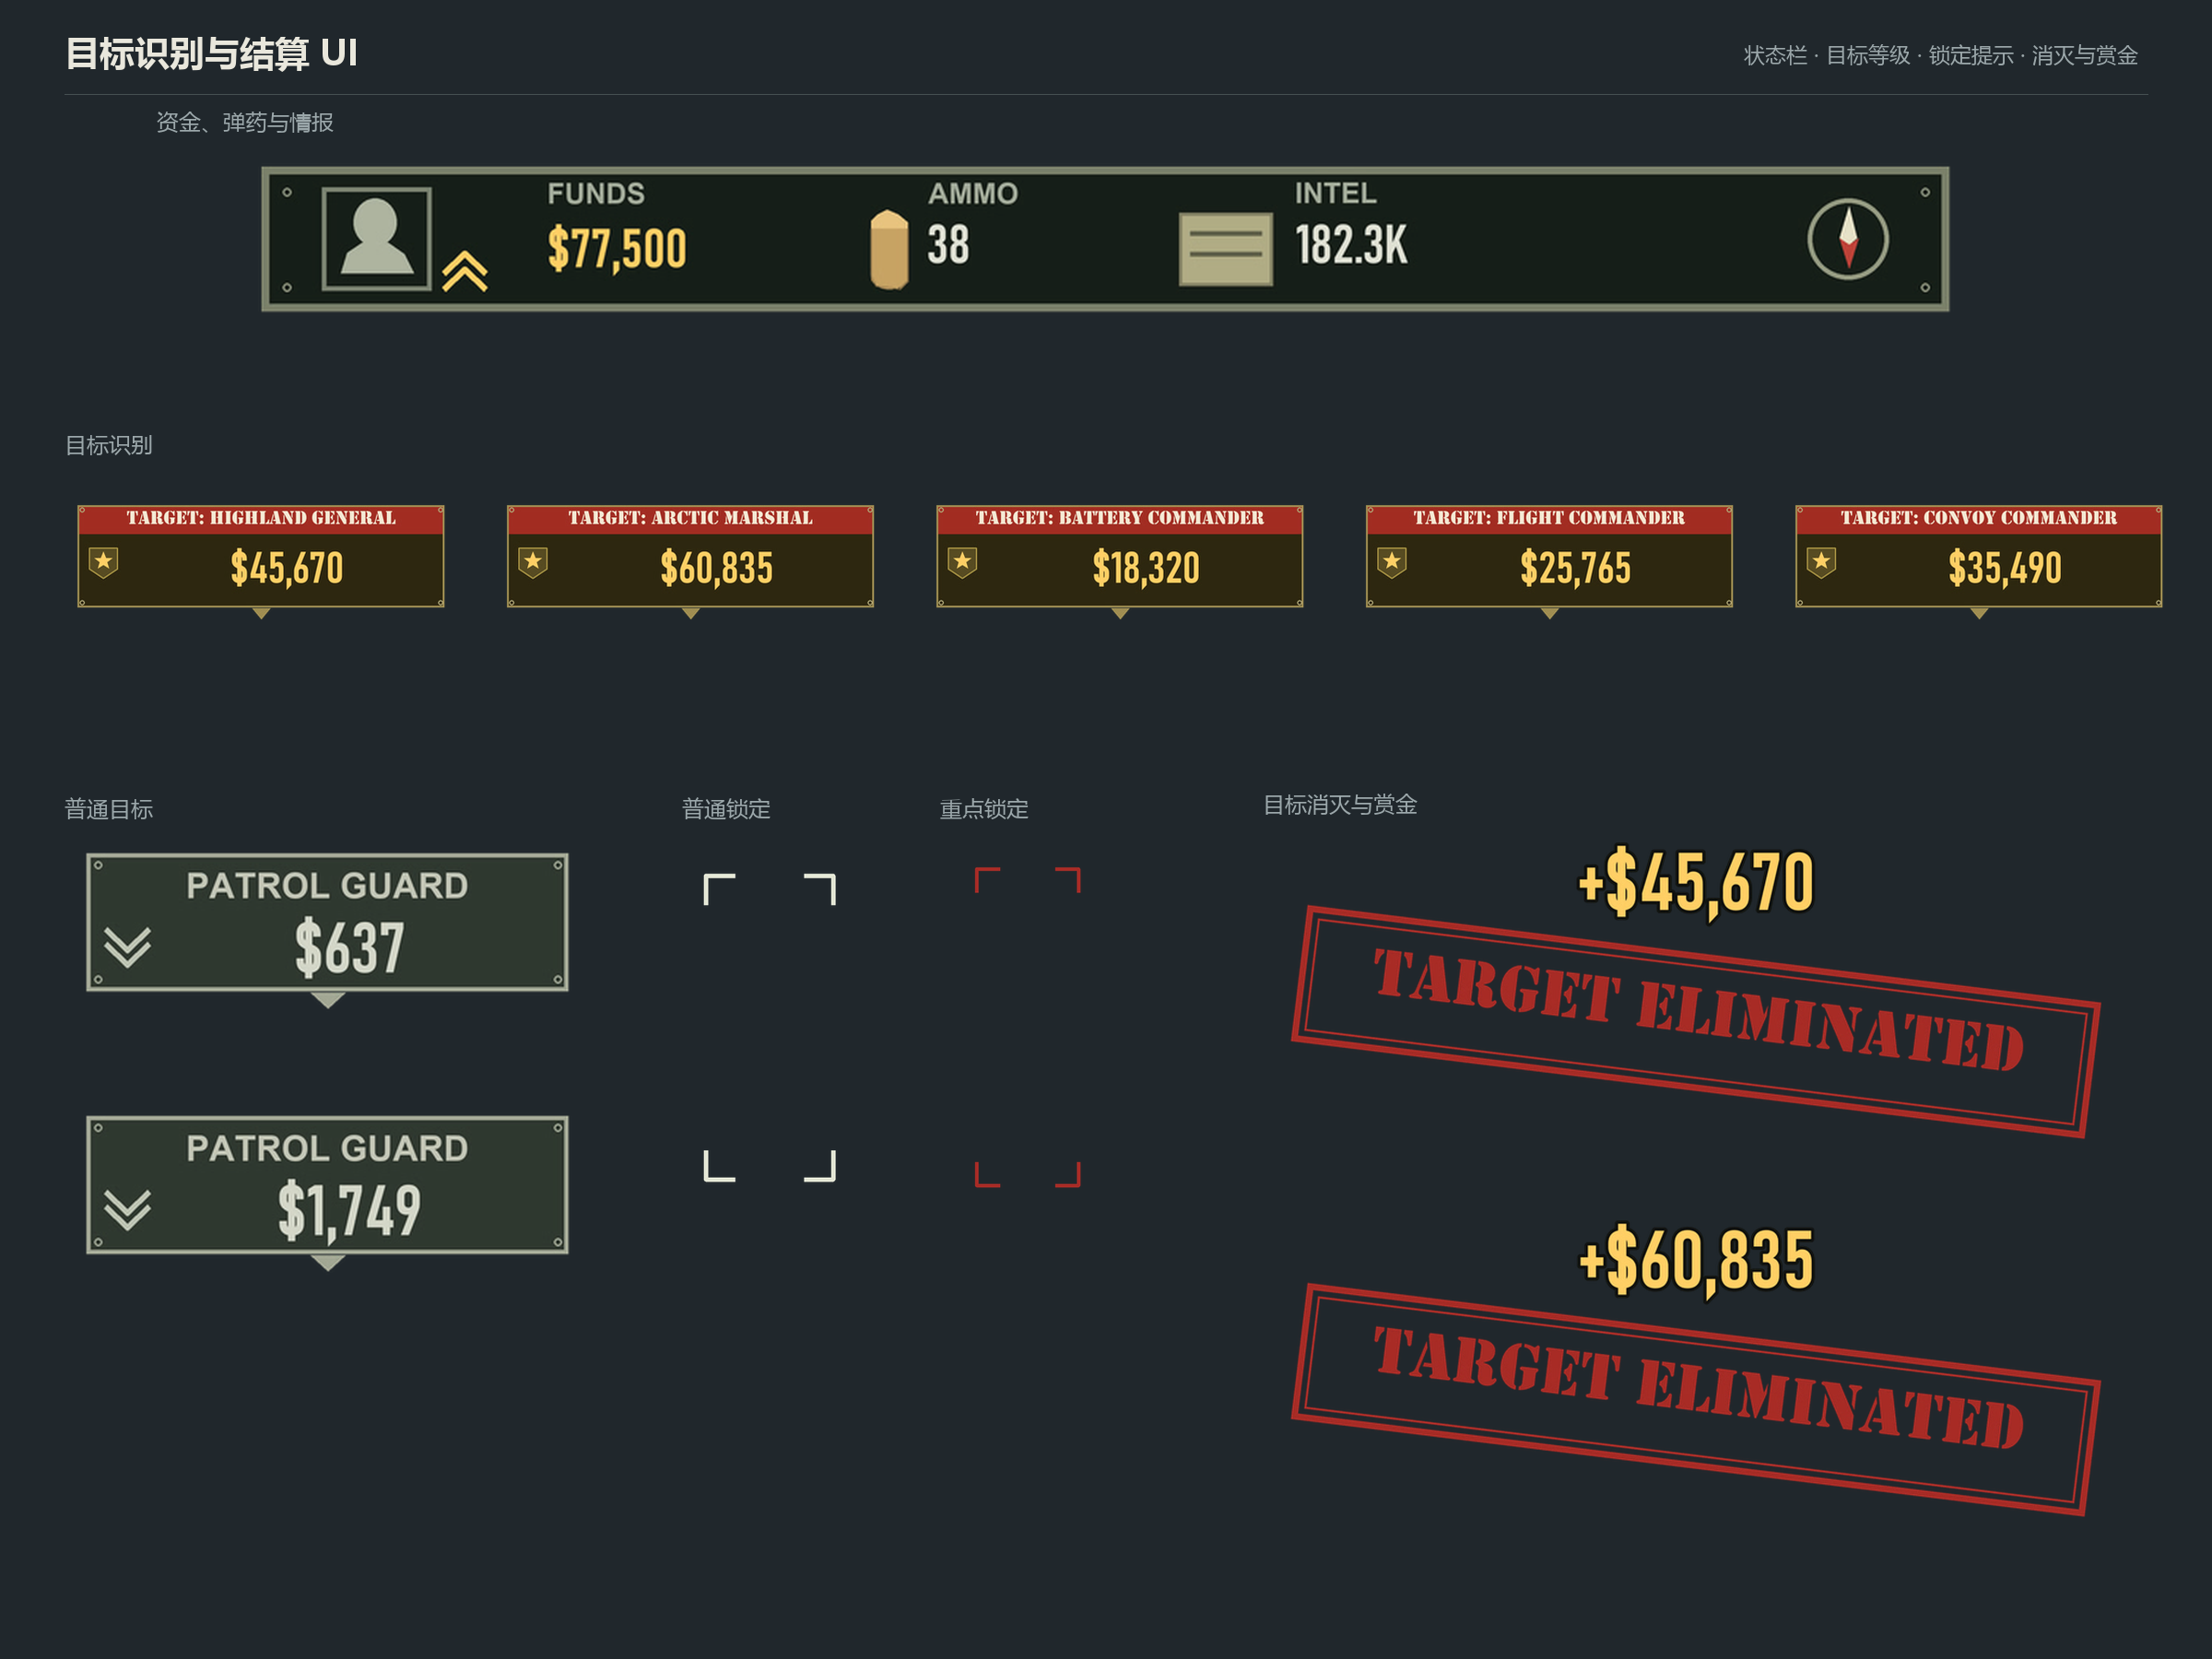 目标识别与结算 UI
状态栏 · 目标等级 · 锁定提示 · 消灭与赏金
资金、弹药与情报
FUNDS
$77,500
AMMO
38
INTEL
182.3K
目标识别
TARGET: HIGHLAND GENERAL
$45,670
TARGET: ARCTIC MARSHAL
$60,835
TARGET: BATTERY COMMANDER
$18,320
TARGET: FLIGHT COMMANDER
$25,765
TARGET: CONVOY COMMANDER
$35,490
普通目标
PATROL GUARD
$637
PATROL GUARD
$1,749
普通锁定
重点锁定
目标消灭与赏金
+$45,670
TARGET ELIMINATED
+$60,835
TARGET ELIMINATED